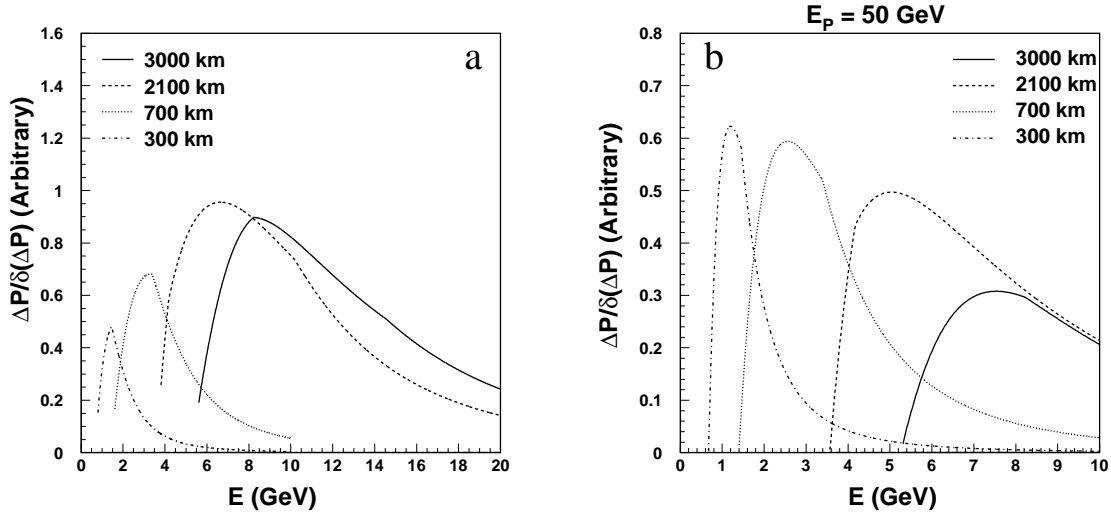 a
3000 km
2100 km
700 km
300 km
ΔP/δ(ΔP) (Arbitrary)
1.6
1.4
1.2
1
0.8
0.6
0.4
0.2
0
0 2 4 6 8 10 12 14 16 18 20
E (GeV)
E_P = 50 GeV
b
3000 km
2100 km
700 km
300 km
ΔP/δ(ΔP) (Arbitrary)
0.8
0.7
0.6
0.5
0.4
0.3
0.2
0.1
0
0 1 2 3 4 5 6 7 8 9 10
E (GeV)